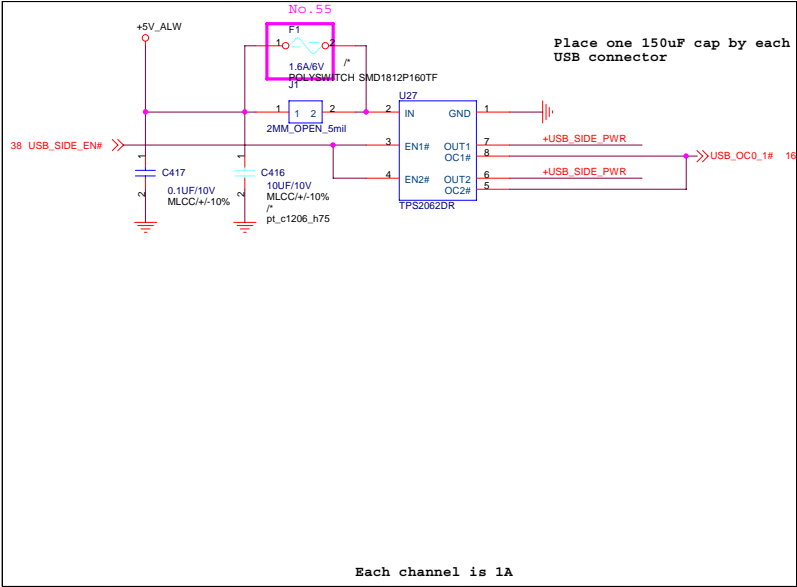 No.55
+5V_ALW
F1
1
2
1.6A/6V
/*
POLYSWITCH SMD1812P160TF
Place one 150uF cap by each
USB connector
J1
1 1 2 2
2MM_OPEN_5mil
U27
2 IN
GND 1
38 USB_SIDE_EN#
3 EN1#
OUT1 7 +USB_SIDE_PWR
OC1# 8
USB_OC0_1# 16
4 EN2#
OUT2 6 +USB_SIDE_PWR
OC2# 5
TPS2062DR
1
C417
0.1UF/10V
MLCC/+/-10%
2
1
C416
10UF/10V
MLCC/+/-10%
/*
pt_c1206_h75
2
Each channel is 1A